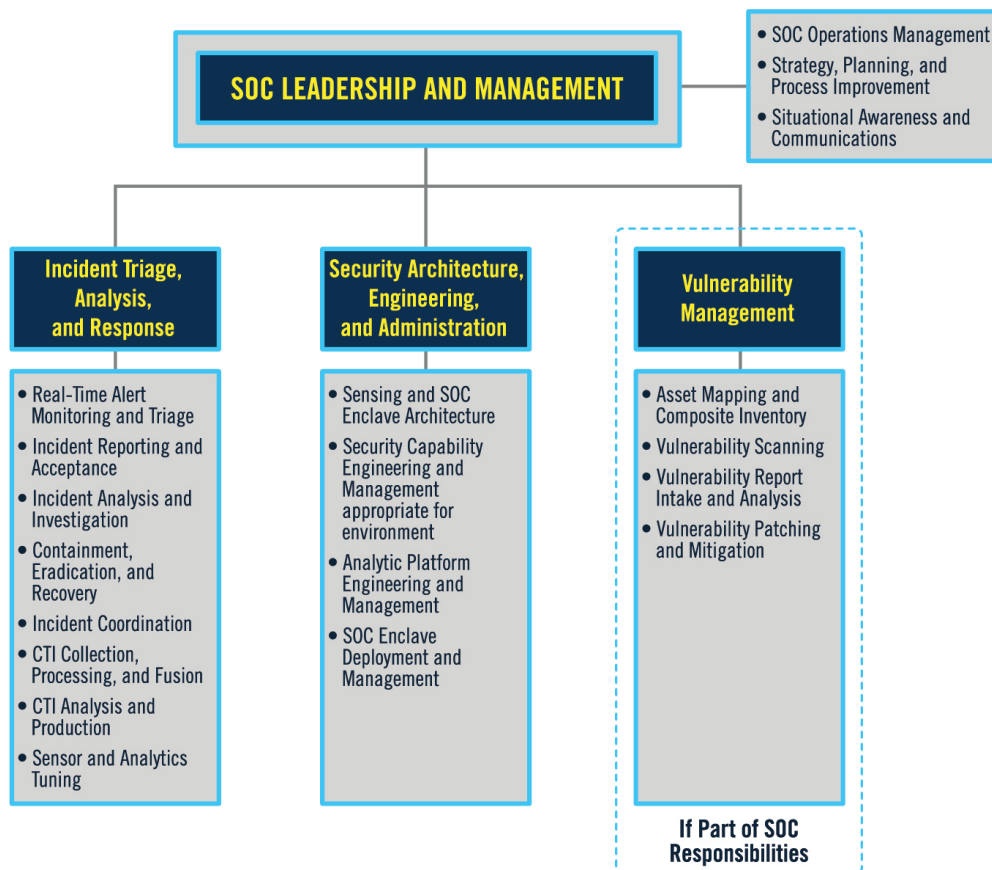 SOC LEADERSHIP AND MANAGEMENT
• SOC Operations Management
• Strategy, Planning, and
Process Improvement
• Situational Awareness and
Communications
Incident Triage,
Analysis,
and Response
• Real-Time Alert
Monitoring and Triage
• Incident Reporting and
Acceptance
• Incident Analysis and
Investigation
• Containment,
Eradication, and
Recovery
• Incident Coordination
• CTI Collection,
Processing, and Fusion
• CTI Analysis and
Production
• Sensor and Analytics
Tuning
Security Architecture,
Engineering,
and Administration
• Sensing and SOC
Enclave Architecture
• Security Capability
Engineering and
Management
appropriate for
environment
• Analytic Platform
Engineering and
Management
• SOC Enclave
Deployment and
Management
Vulnerability
Management
• Asset Mapping and
Composite Inventory
• Vulnerability Scanning
• Vulnerability Report
Intake and Analysis
• Vulnerability Patching
and Mitigation
If Part of SOC
Responsibilities